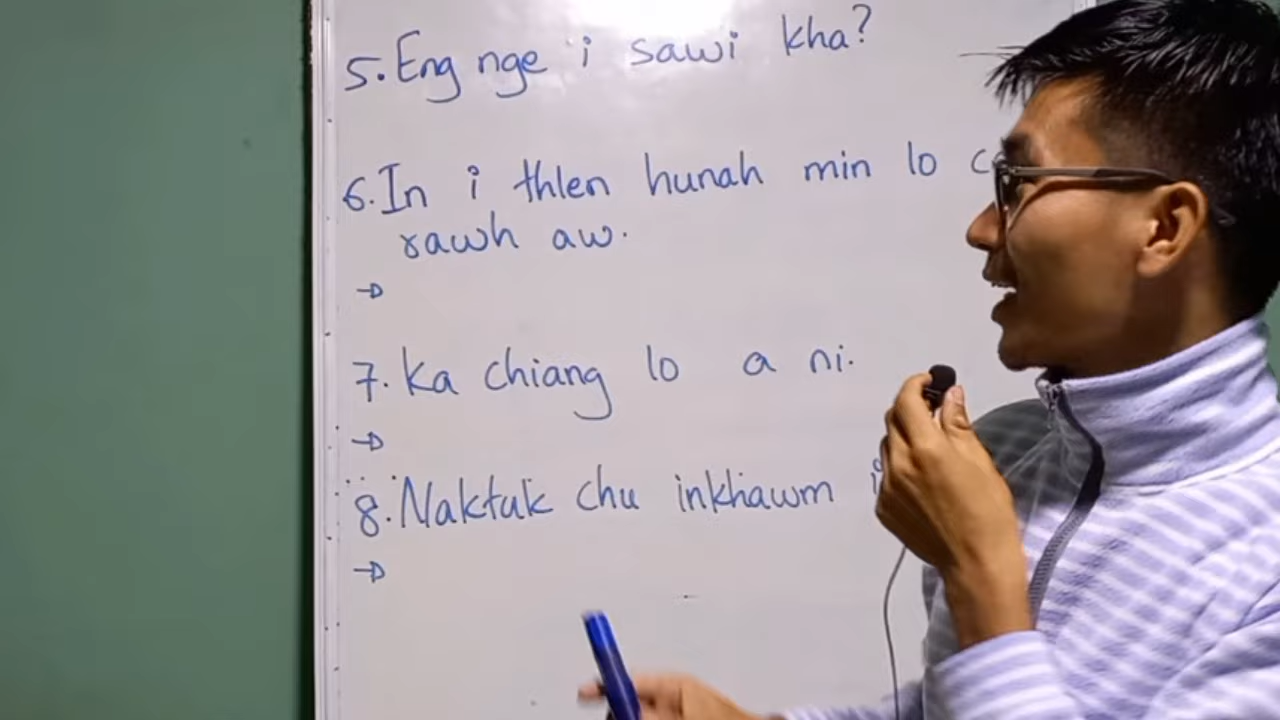 5. Eng nge i sawi kha?
6. In i thlen hunah min lo
rawh aw.
→
7. Ka chiang lo a ni.
→
8. Naktuk chu inkhawm
→